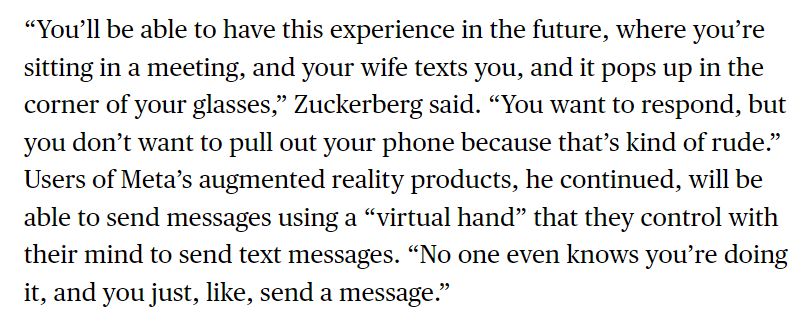 “You’ll be able to have this experience in the future, where you’re
sitting in a meeting, and your wife texts you, and it pops up in the
corner of your glasses,” Zuckerberg said. “You want to respond, but
you don’t want to pull out your phone because that’s kind of rude.”
Users of Meta’s augmented reality products, he continued, will be
able to send messages using a “virtual hand” that they control with
their mind to send text messages. “No one even knows you’re doing
it, and you just, like, send a message.”